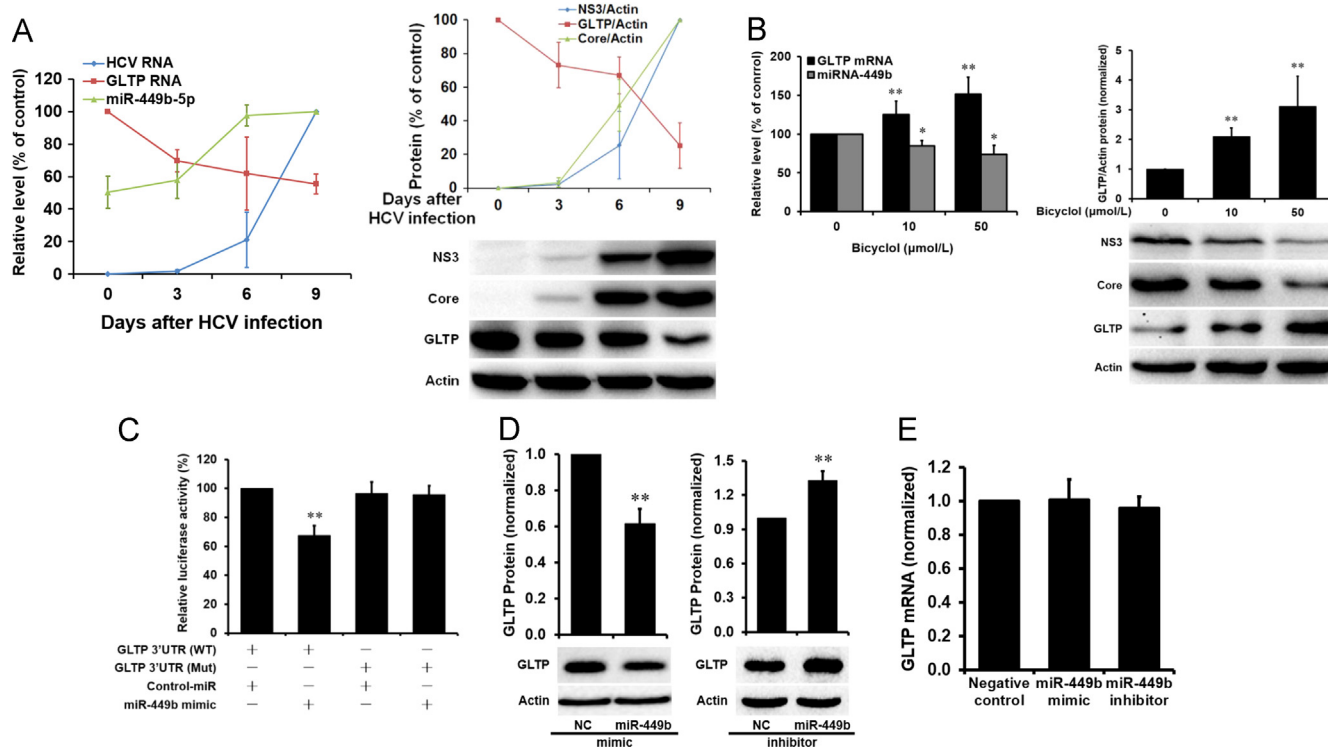 A
HCV RNA
GLTP RNA
miR-449b-5p
Relative level (% of control)
120
100
80
60
40
20
0
0 3 6 9
Days after HCV infection
NS3/Actin
GLTP/Actin
Core/Actin
Protein (% of control)
100
80
60
40
20
0
0 3 6 9
Days after
HCV infection
NS3
Core
GLTP
Actin
B
GLTP mRNA
miRNA-449b
Relative level (% of conrrol)
200
150
100
50
0
** * ** *
0 10 50
Bicyclol (μmol/L)
GLTP/Actin protein (normalized)
5
4
3
2
1
0
** **
0 10 50
Bicyclol (μmol/L)
NS3
Core
GLTP
Actin
C
Relative luciferase activity (%)
120
100
80
60
40
20
0
**
GLTP 3'UTR (WT) + + − −
GLTP 3'UTR (Mut) − − + +
Control-miR + − + −
miR-449b mimic − + − +
D
GLTP Protein (normalized)
1.0
0.8
0.6
0.4
0.2
0.0
**
GLTP
Actin
NC miR-449b
mimic
GLTP Protein (normalized)
1.5
1.2
0.9
0.6
0.3
0.0
**
GLTP
Actin
NC miR-449b
inhibitor
E
GLTP mRNA (normalized)
1.2
1.0
0.8
0.6
0.4
0.2
0.0
Negative control
miR-449b mimic
miR-449b inhibitor